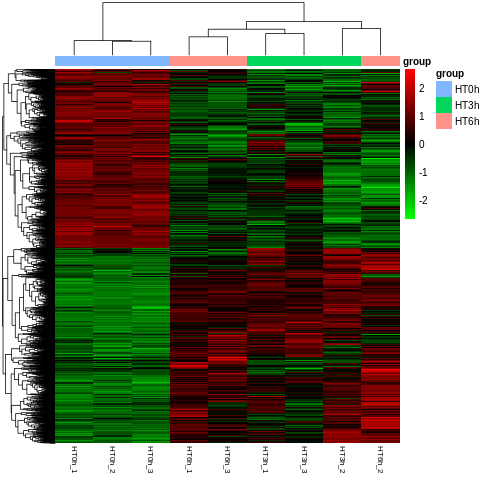 group
group
2
1
0
-1
-2
HT0h
HT3h
HT6h
HT0h_1
HT0h_2
HT0h_3
HT6h_1
HT6h_3
HT3h_1
HT3h_3
HT3h_2
HT6h_2